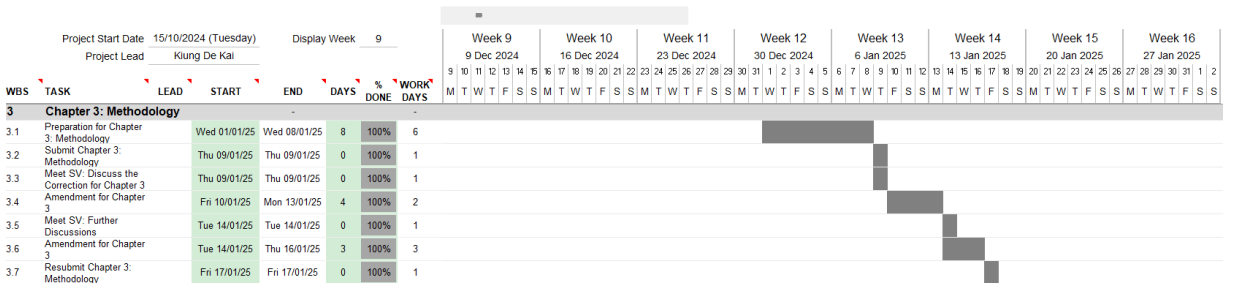 Project Start Date 15/10/2024 (Tuesday) Display Week 9 Week 9 Week 10 Week 11 Week 12 Week 13 Week 14 Week 15 Week 16
Project Lead Kiung De Kai 9 Dec 2024 16 Dec 2024 23 Dec 2024 30 Dec 2024 6 Jan 2025 13 Jan 2025 20 Jan 2025 27 Jan 2025
9 10 11 12 13 14 15 16 17 18 19 20 21 22 23 24 25 26 27 28 29 30 31 1 2 3 4 5 6 7 8 9 10 11 12 13 14 15 16 17 18 19 20 21 22 23 24 25 26 27 28 29 30 31 1 2
WBS TASK LEAD START END DAYS % DONE WORK DAYS M T W T F S S M T W T F S S M T W T F S S M T W T F S S M T W T F S S M T W T F S S M T W T F S S M T W T F S S
3 Chapter 3: Methodology - -
3.1 Preparation for Chapter 3: Methodology Wed 01/01/25 Wed 08/01/25 8 100% 6
3.2 Submit Chapter 3: Methodology Thu 09/01/25 Thu 09/01/25 0 100% 1
3.3 Meet SV: Discuss the Correction for Chapter 3 Thu 09/01/25 Thu 09/01/25 0 100% 1
3.4 Amendment for Chapter 3 Fri 10/01/25 Mon 13/01/25 4 100% 2
3.5 Meet SV: Further Discussions Tue 14/01/25 Tue 14/01/25 0 100% 1
3.6 Amendment for Chapter 3 Tue 14/01/25 Thu 16/01/25 3 100% 3
3.7 Resubmit Chapter 3: Methodology Fri 17/01/25 Fri 17/01/25 0 100% 1